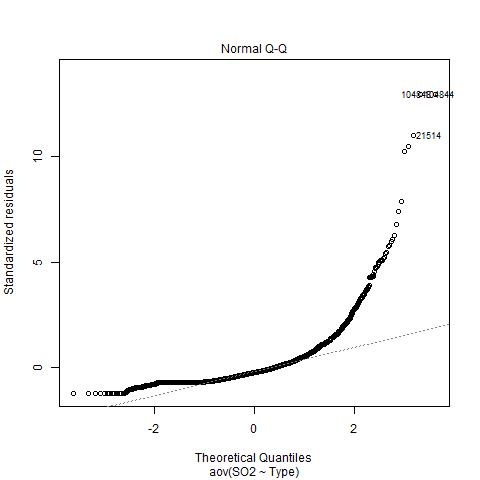 Normal Q-Q
Standardized residuals
10
5
0
21514
-2
0
2
Theoretical Quantiles
aov(SO2 ~ Type)